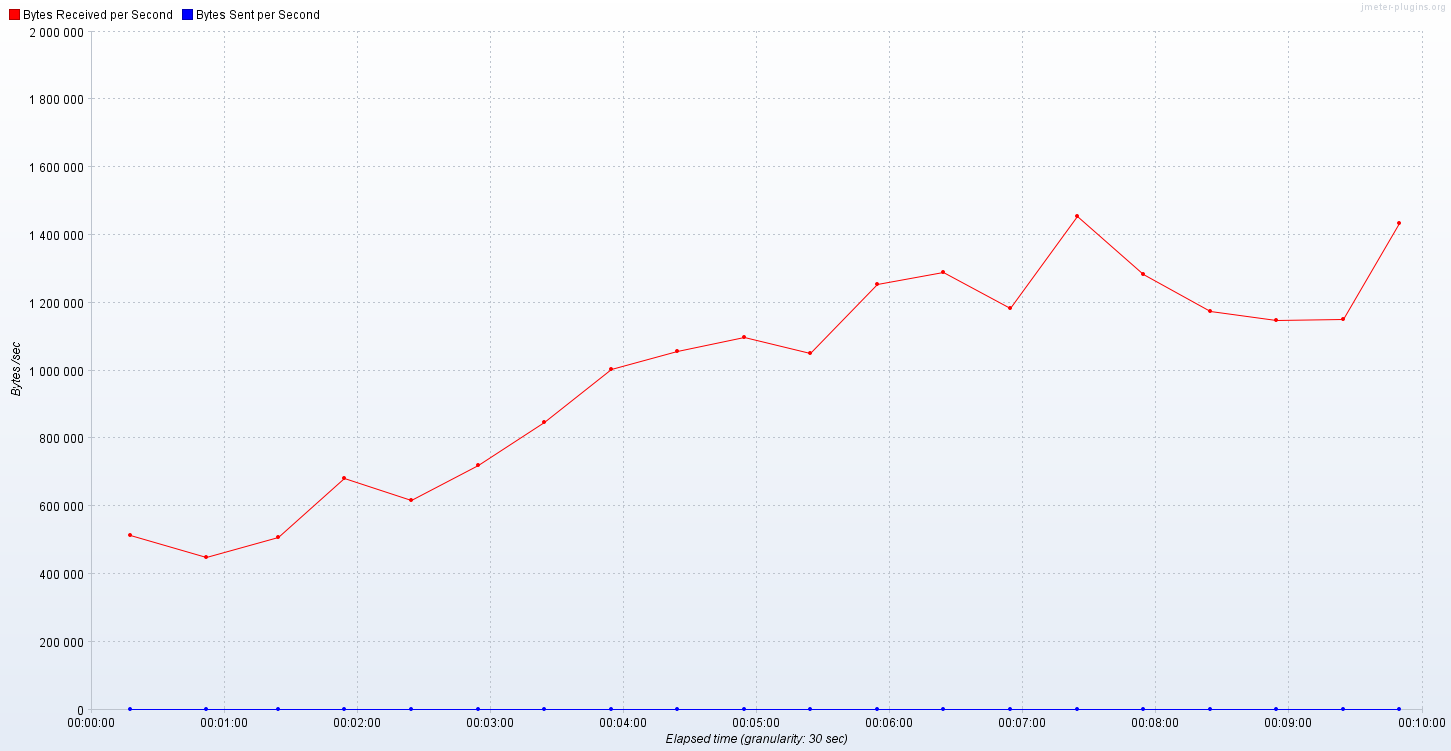 Bytes Received per Second Bytes Sent per Second
jmeter-plugins.org
2 000 000
1 800 000
1 600 000
1 400 000
1 200 000
1 000 000
800 000
600 000
400 000
200 000
0
Bytes /sec
00:00:00 00:01:00 00:02:00 00:03:00 00:04:00 00:05:00 00:06:00 00:07:00 00:08:00 00:09:00 00:10:00
Elapsed time (granularity: 30 sec)